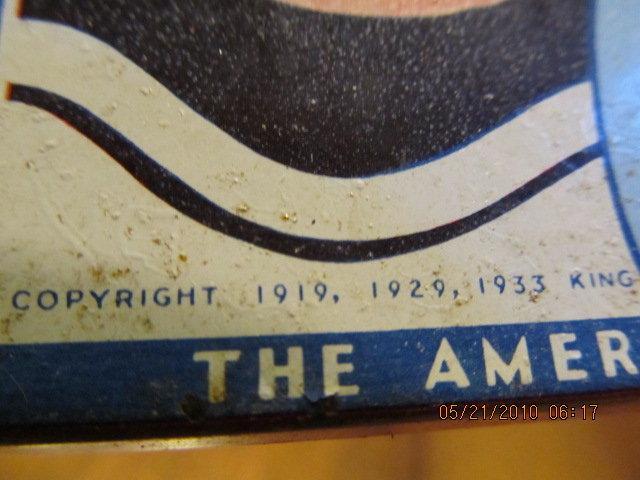 COPYRIGHT 1919, 1929, 1933 KING
THE AMER
05/21/2010 06:17